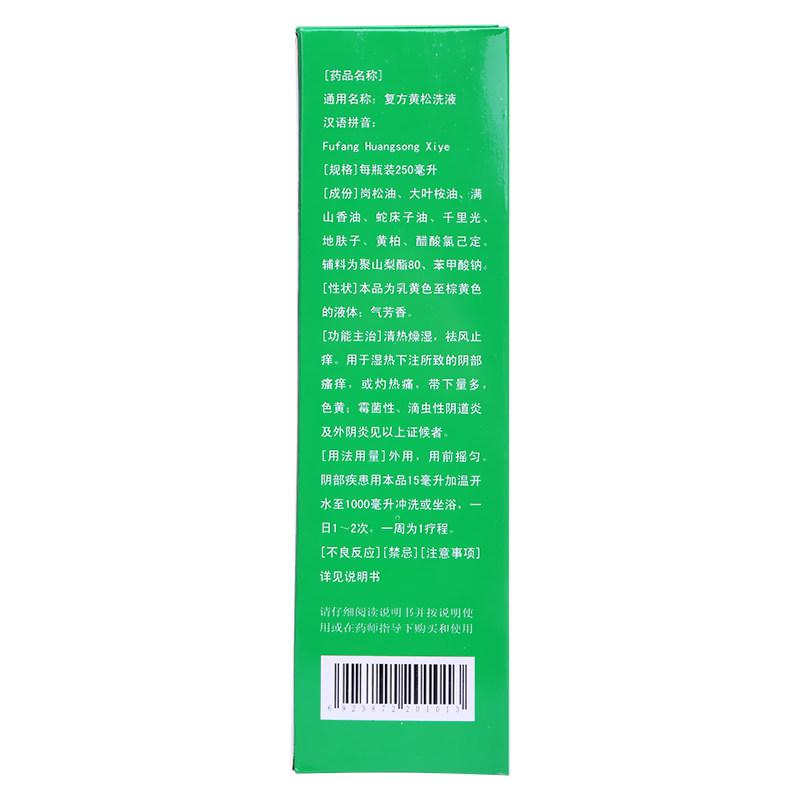 [药品名称]
通用名称：复方黄松洗液
汉语拼音：
Fufang Huangsong Xiye
[规格]每瓶装250毫升
[成份]岗松油、大叶桉油、满
山香油、蛇床子油、千里光、
地肤子、黄柏、醋酸氯己定。
辅料为聚山梨酯80、苯甲酸钠。
[性状]本品为乳黄色至棕黄色
的液体；气芳香。
[功能主治]清热燥湿，祛风止
痒。用于湿热下注所致的阴部
瘙痒，或灼热痛，带下量多，
色黄；霉菌性、滴虫性阴道炎
及外阴炎见以上证候者。
[用法用量]外用，用前摇匀。
阴部疾患用本品15毫升加温开
水至1000毫升冲洗或坐浴，一
日1～2次，一周为1疗程。
[不良反应][禁忌][注意事项]
详见说明书
请仔细阅读说明书并按说明使
用或在药师指导下购买和使用
6923872201013